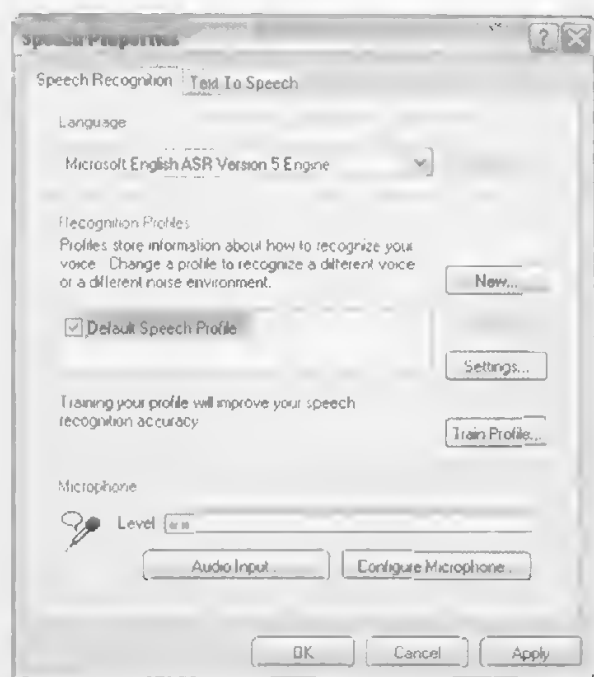 Speech Properties
Speech Recognition
Text To Speech
Language
Microsoft English ASR Version 5 Engine
Recognition Profiles
Profiles store information about how to recognize your
voice. Change a profile to recognize a different voice
or a different noise environment.
New...
Default Speech Profile
Settings...
Training your profile will improve your speech
recognition accuracy
Train Profile...
Microphone
Level
Audio Input...
Configure Microphone...
OK
Cancel
Apply